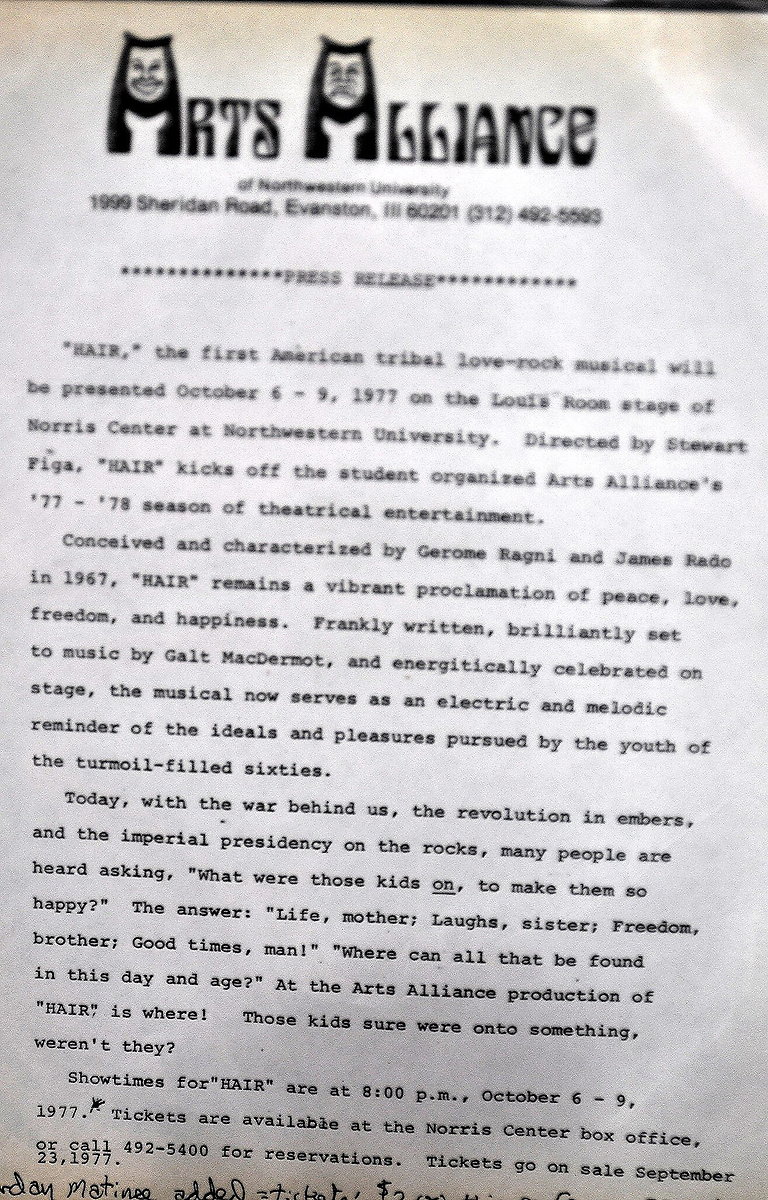 ARTS ALLIANCE
of Northwestern University
1999 Sheridan Road, Evanston, Ill 60201 (312) 492-5593
**************PRESS RELEASE************
"HAIR," the first American tribal love-rock musical will
be presented October 6 - 9, 1977 on the Louis Room stage of
Norris Center at Northwestern University. Directed by Stewart
Figa, "HAIR" kicks off the student organized Arts Alliance's
'77 - '78 season of theatrical entertainment.
Conceived and characterized by Gerome Ragni and James Rado
in 1967, "HAIR" remains a vibrant proclamation of peace, love,
freedom, and happiness. Frankly written, brilliantly set
to music by Galt MacDermot, and energitically celebrated on
stage, the musical now serves as an electric and melodic
reminder of the ideals and pleasures pursued by the youth of
the turmoil-filled sixties.
Today, with the war behind us, the revolution in embers,
and the imperial presidency on the rocks, many people are
heard asking, "What were those kids on, to make them so
happy?" The answer: "Life, mother; Laughs, sister; Freedom,
brother; Good times, man!" "Where can all that be found
in this day and age?" At the Arts Alliance production of
"HAIR" is where! Those kids sure were onto something,
weren't they?
Showtimes for"HAIR" are at 8:00 p.m., October 6 - 9,
1977.* Tickets are available at the Norris Center box office,
or call 492-5400 for reservations. Tickets go on sale September
23,1977.
Matinee added = tickets